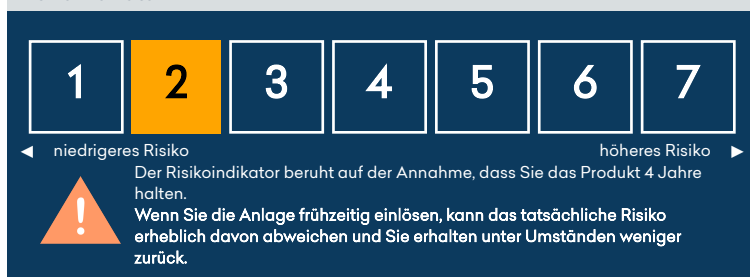 1 2 3 4 5 6 7
◄ niedrigeres Risiko höheres Risiko ►
Der Risikoindikator beruht auf der Annahme, dass Sie das Produkt 4 Jahre
halten.
Wenn Sie die Anlage frühzeitig einlösen, kann das tatsächliche Risiko
erheblich davon abweichen und Sie erhalten unter Umständen weniger
zurück.